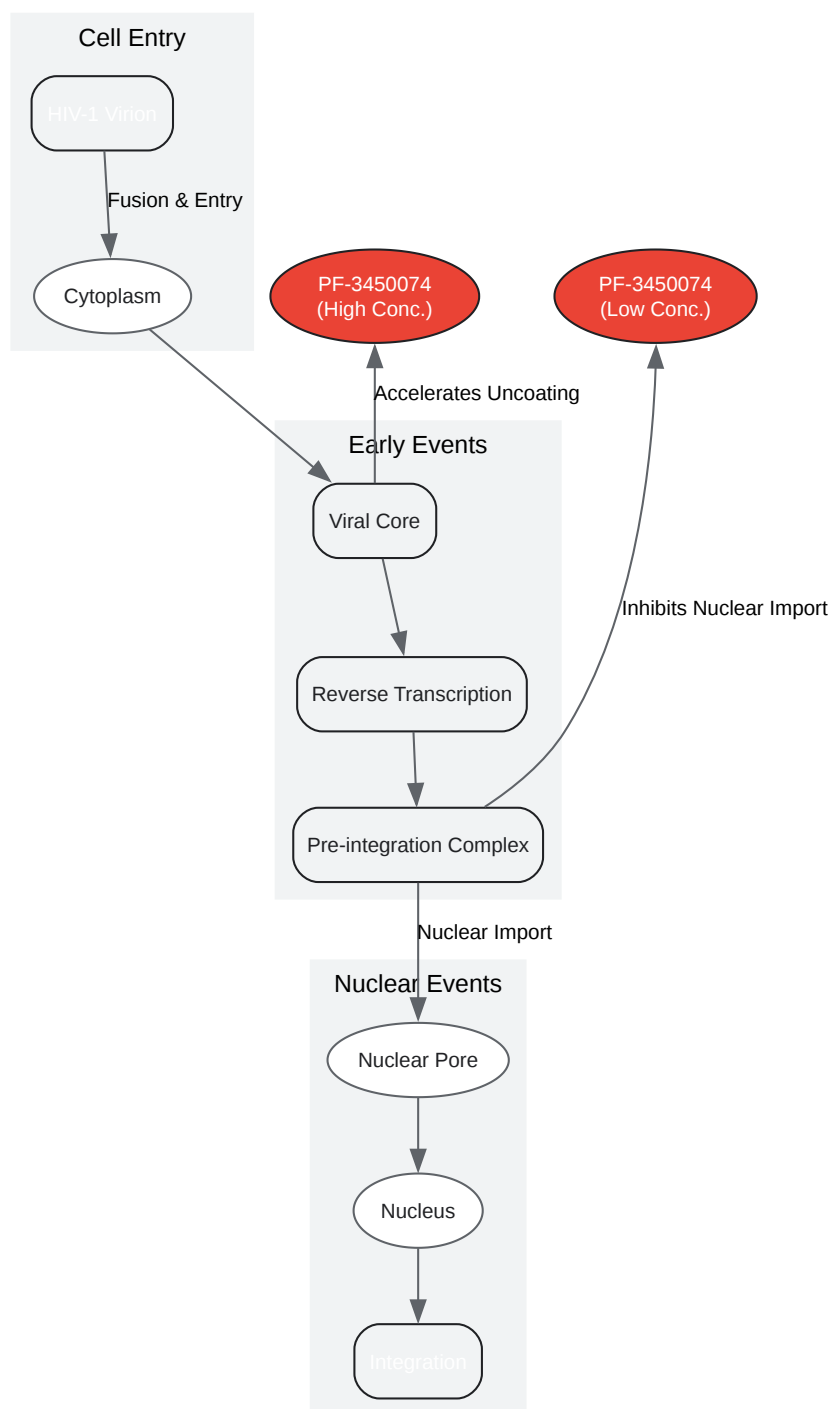 Cell Entry
HIV-1 Virion
Fusion & Entry
Cytoplasm
PF-3450074
(High Conc.)
PF-3450074
(Low Conc.)
Accelerates Uncoating
Early Events
Viral Core
Inhibits Nuclear Import
Reverse Transcription
Pre-integration Complex
Nuclear Import
Nuclear Events
Nuclear Pore
Nucleus
Integration